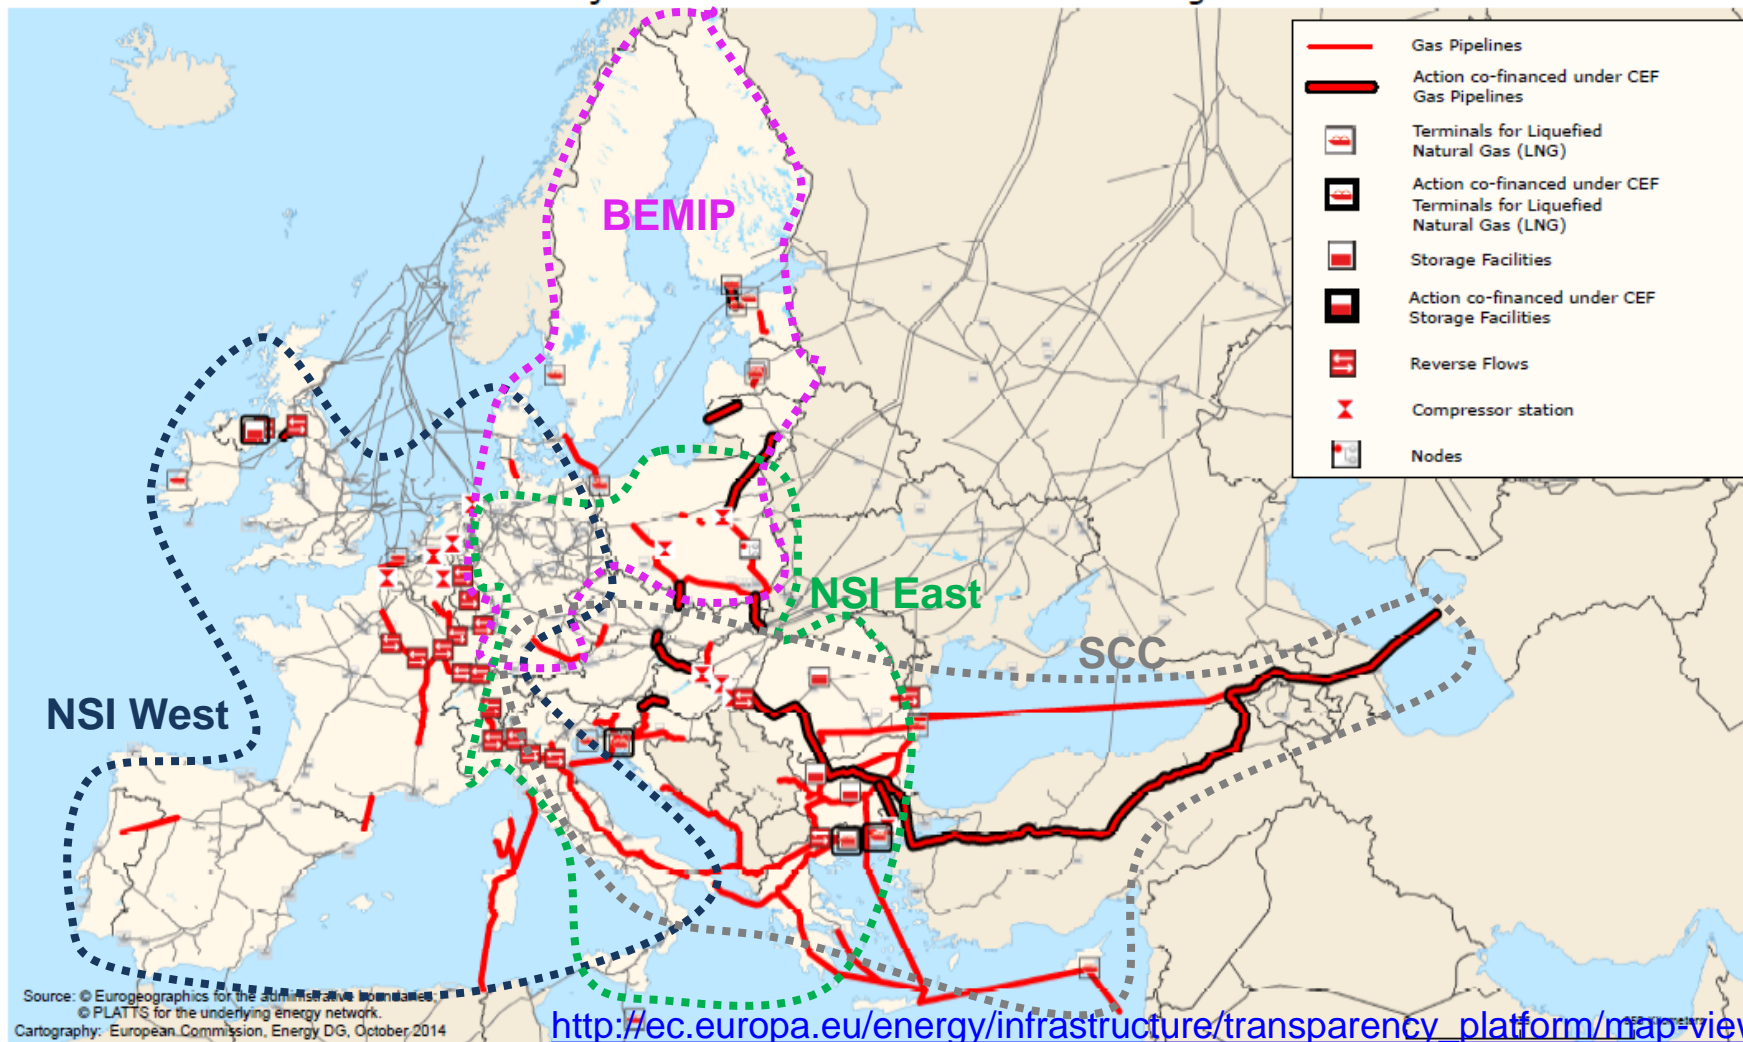 Gas Pipelines
Action co-financed under CEF
Gas Pipelines
Terminals for Liquefied
Natural Gas (LNG)
Action co-financed under CEF
Terminals for Liquefied
Natural Gas (LNG)
Storage Facilities
Action co-financed under CEF
Storage Facilities
Reverse Flows
Compressor station
Nodes
BEMIP
NSI East
SCC
NSI West
Source: © Eurogeographics for the administrative boundaries;
© PLATTS for the underlying energy network.
Cartography: European Commission, Energy DG, October 2014
http://ec.europa.eu/energy/infrastructure/transparency_platform/map-view